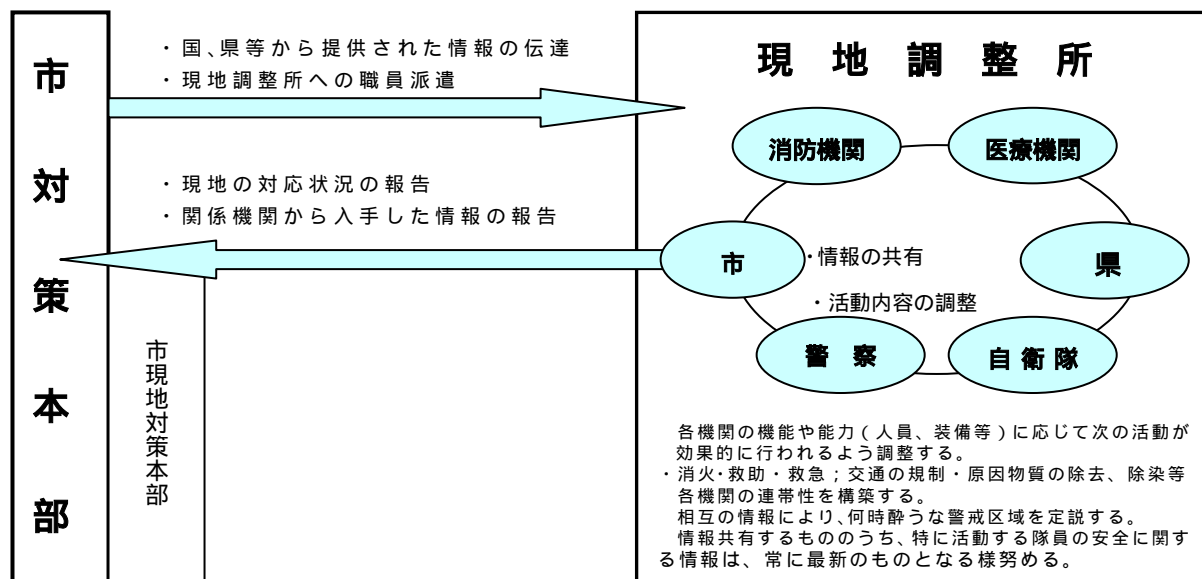 市対策本部
・国、県等から提供された情報の伝達
・現地調整所への職員派遣
・現地の対応状況の報告
・関係機関から入手した情報の報告
市現地対策本部
現地調整所
消防機関
医療機関
市
・情報の共有
県
・活動内容の調整
警察
自衛隊
各機関の機能や能力(人員、装備等)に応じて次の活動が
効果的に行われるよう調整する。
・消火・救助・救急;交通の規制・原因物質の除去、除染等
各機関の連帯性を構築する。
相互の情報により、何時酔うな警戒区域を定説する。
情報共有するもののうち、特に活動する隊員の安全に関す
る情報は、常に最新のものとなる様努める。